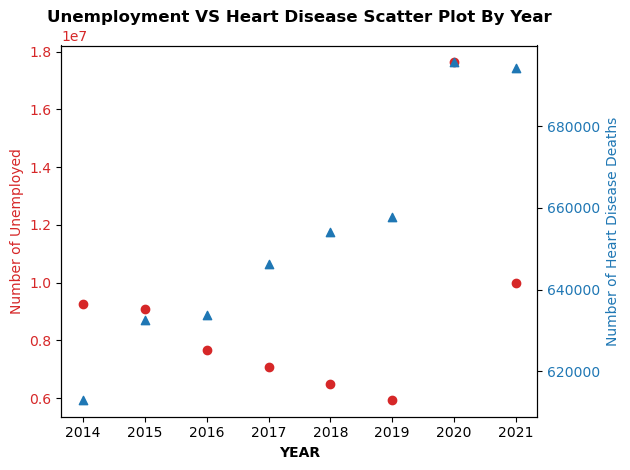 Unemployment VS Heart Disease Scatter Plot By Year
1e7
1.8
1.6
1.4
1.2
1.0
0.8
0.6
Number of Unemployed
680000
660000
640000
620000
Number of Heart Disease Deaths
2014 2015 2016 2017 2018 2019 2020 2021
YEAR